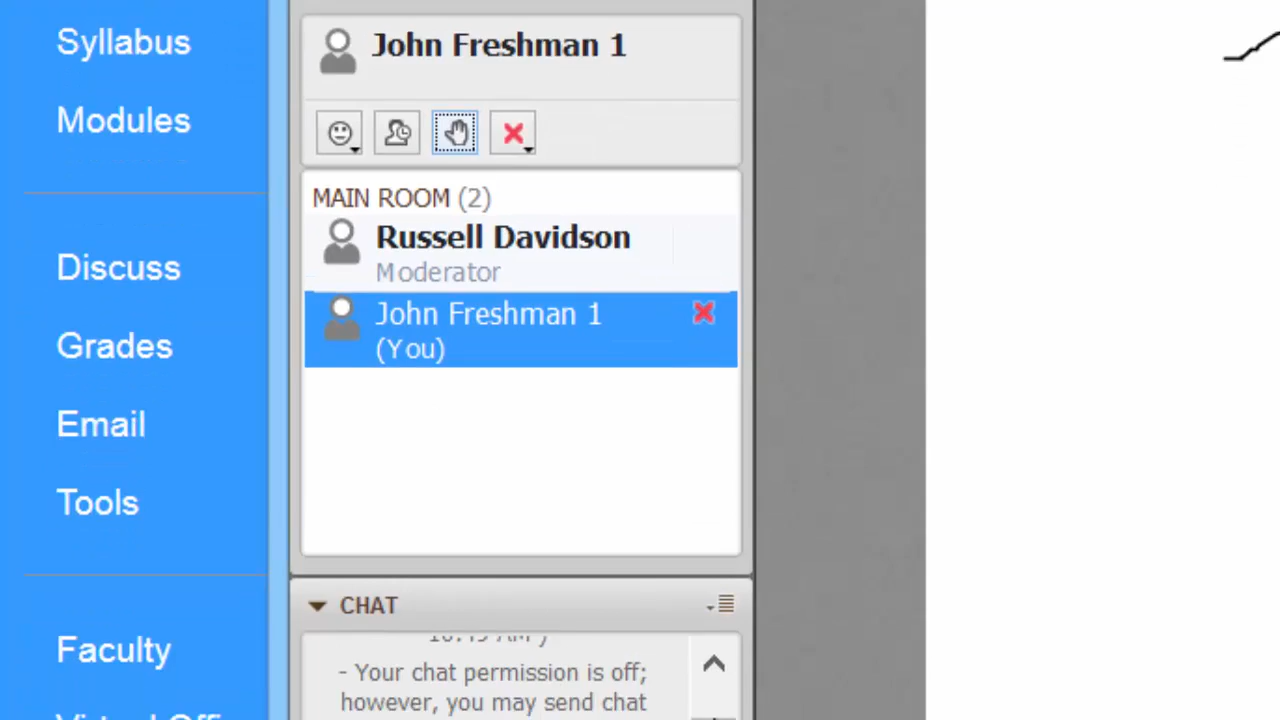 Syllabus
Modules
Discuss
Grades
Email
Tools
Faculty
John Freshman 1
MAIN ROOM (2)
Russell Davidson
Moderator
John Freshman 1
(You)
CHAT
- Your chat permission is off;
however, you may send chat